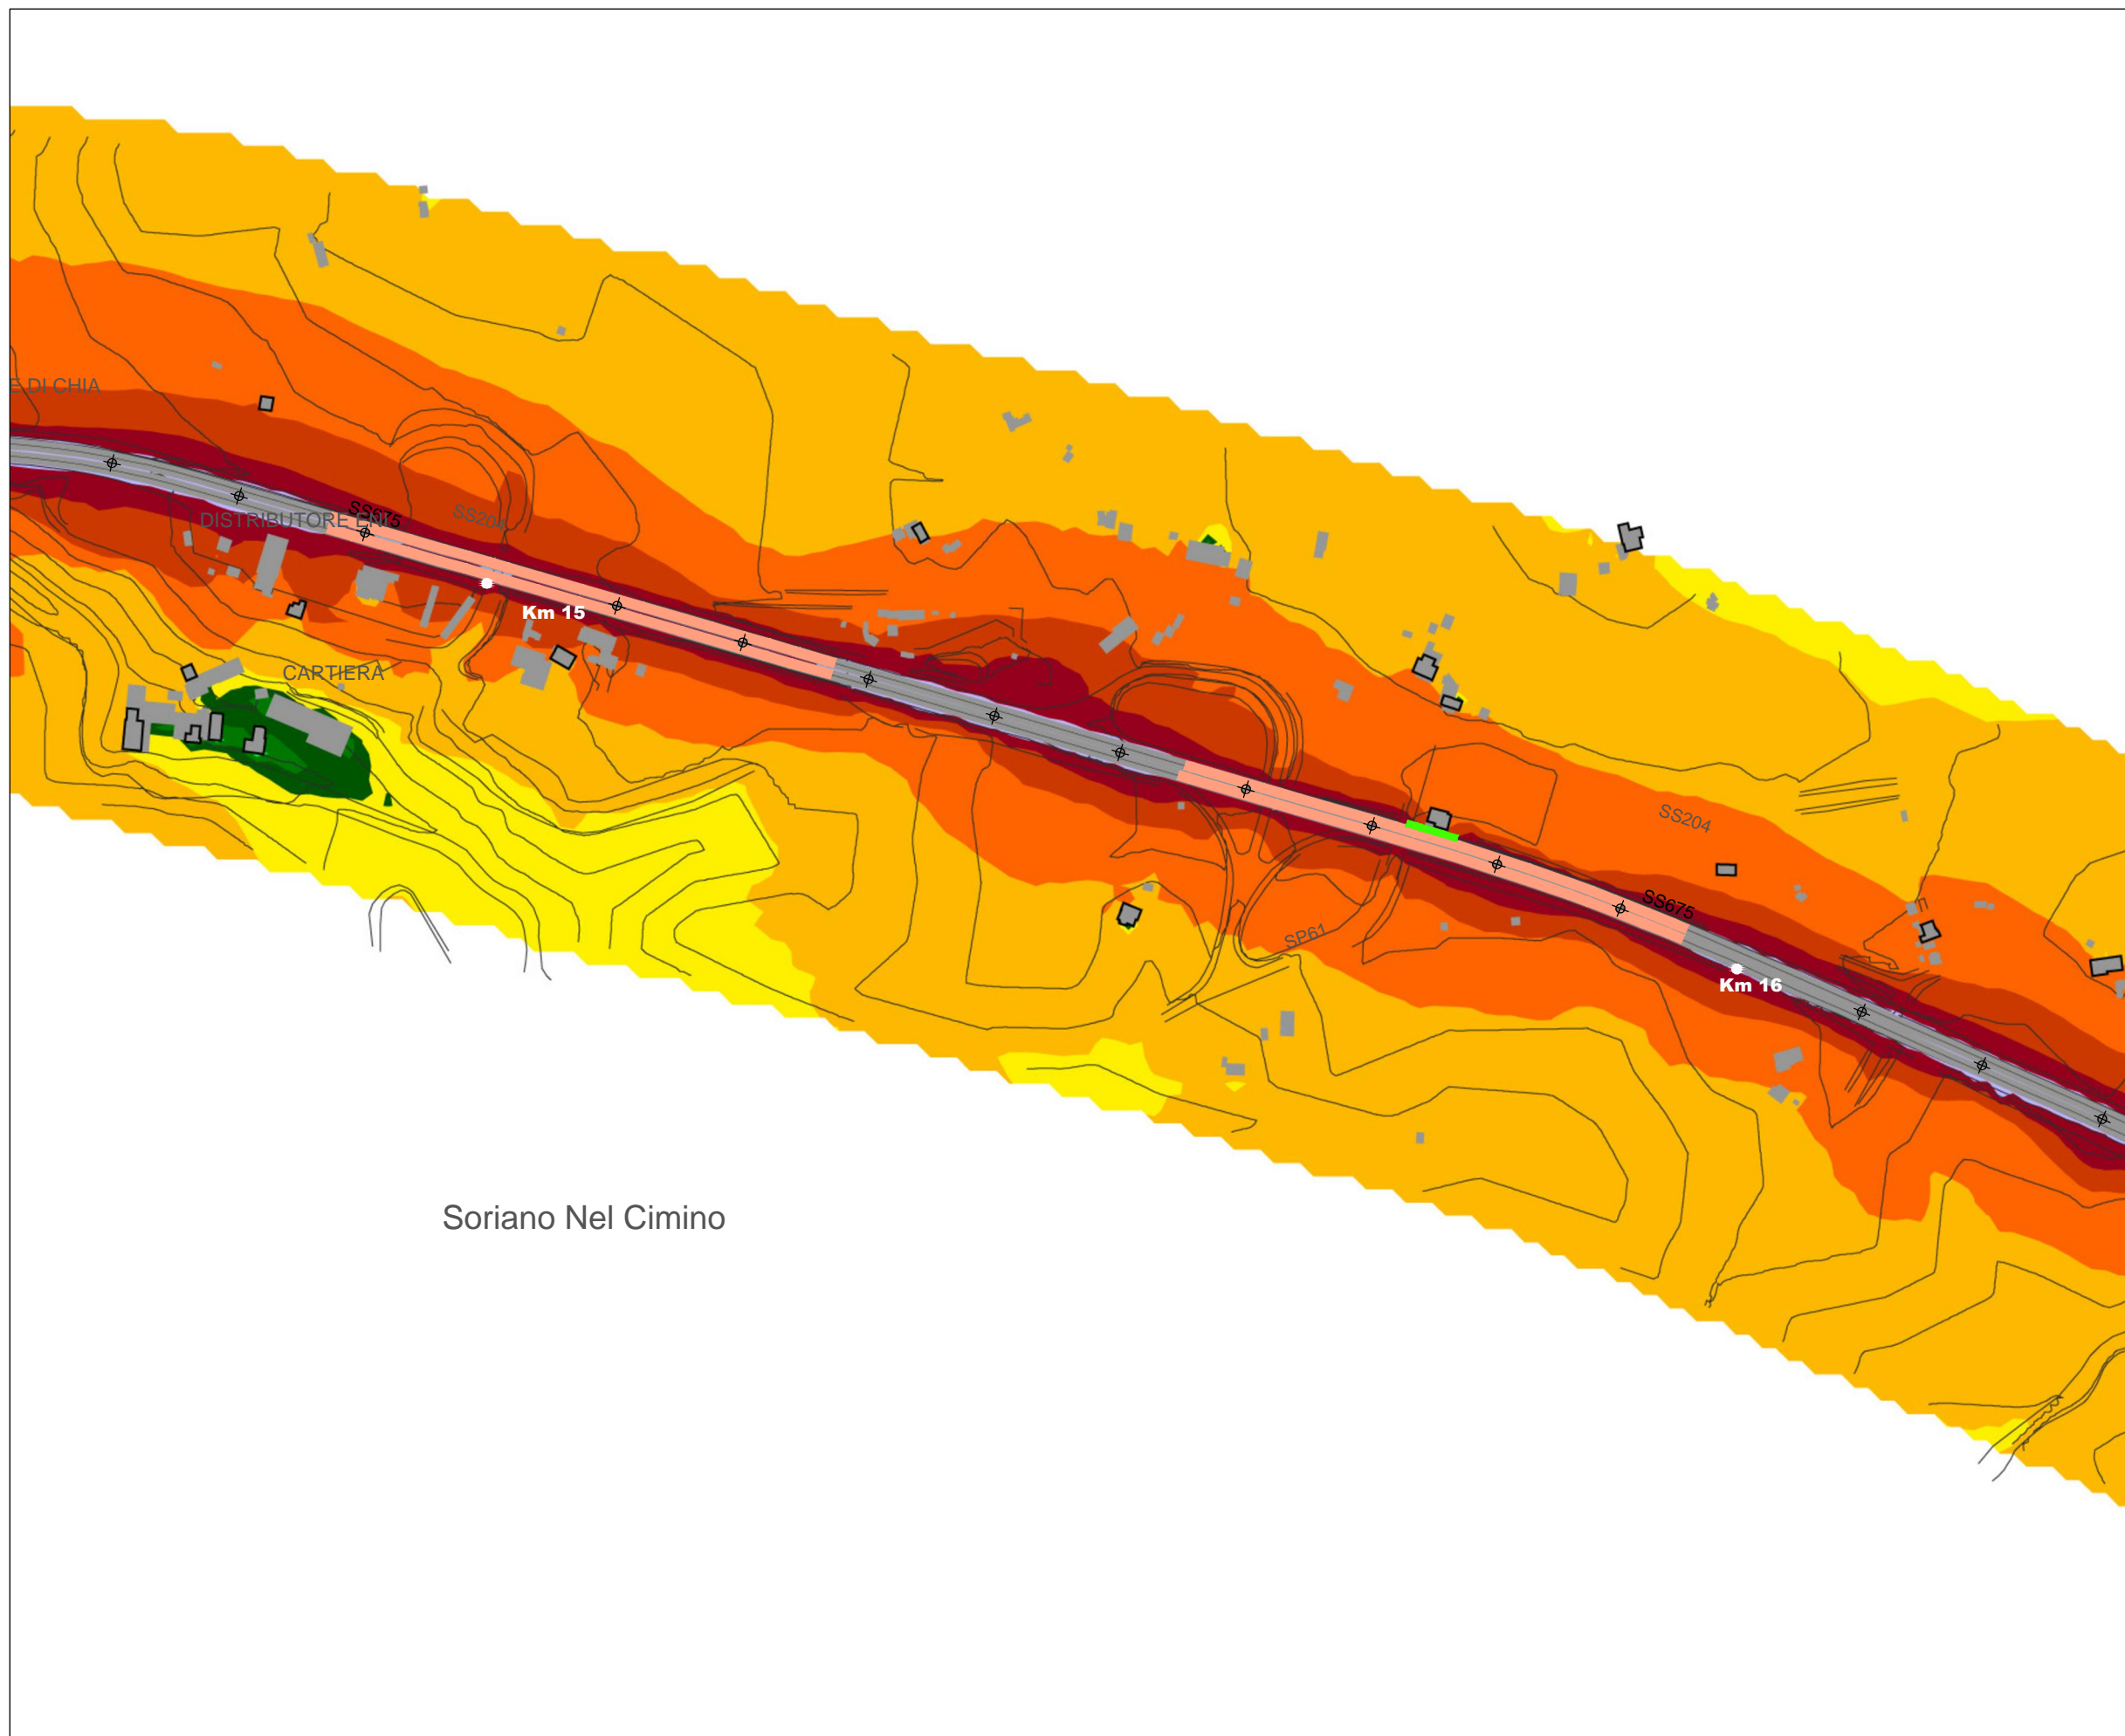 E DI CHIA
SS675
SS204
DISTRIBUTORE ENI
Km 15
CARTIERA
SS204
SS675
SP61
Km 16
Soriano Nel Cimino